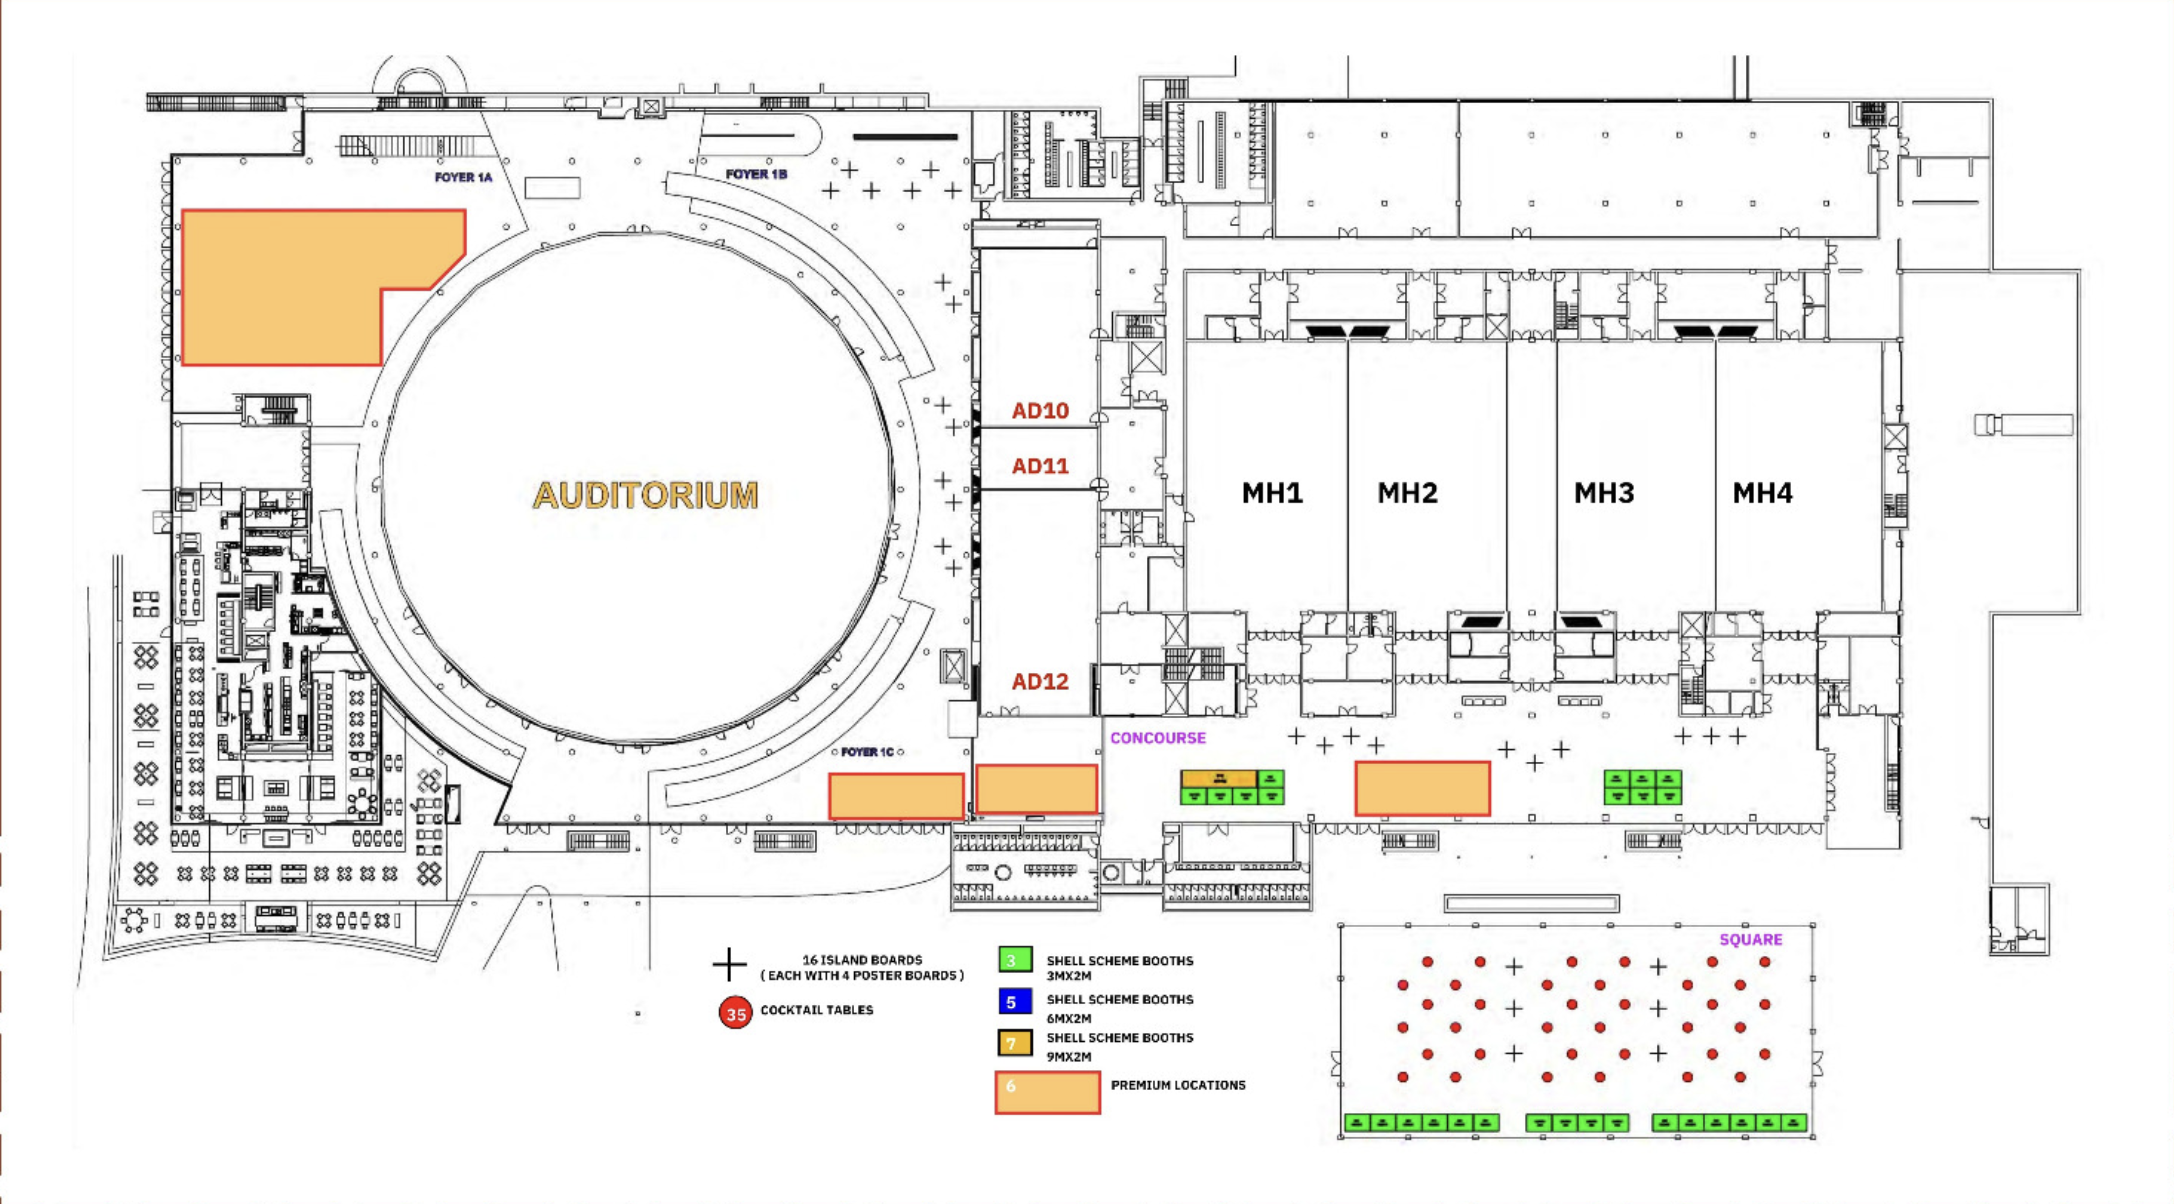 FOYER 1A
FOYER 1B
AD10
AD11
AUDITORIUM
MH1
MH2
MH3
MH4
AD12
CONCOURSE
FOYER 1C
SQUARE
16 ISLAND BOARDS
( EACH WITH 4 POSTER BOARDS )
35 COCKTAIL TABLES
3 SHELL SCHEME BOOTHS
3MX2M
5 SHELL SCHEME BOOTHS
6MX2M
7 SHELL SCHEME BOOTHS
9MX2M
6 PREMIUM LOCATIONS